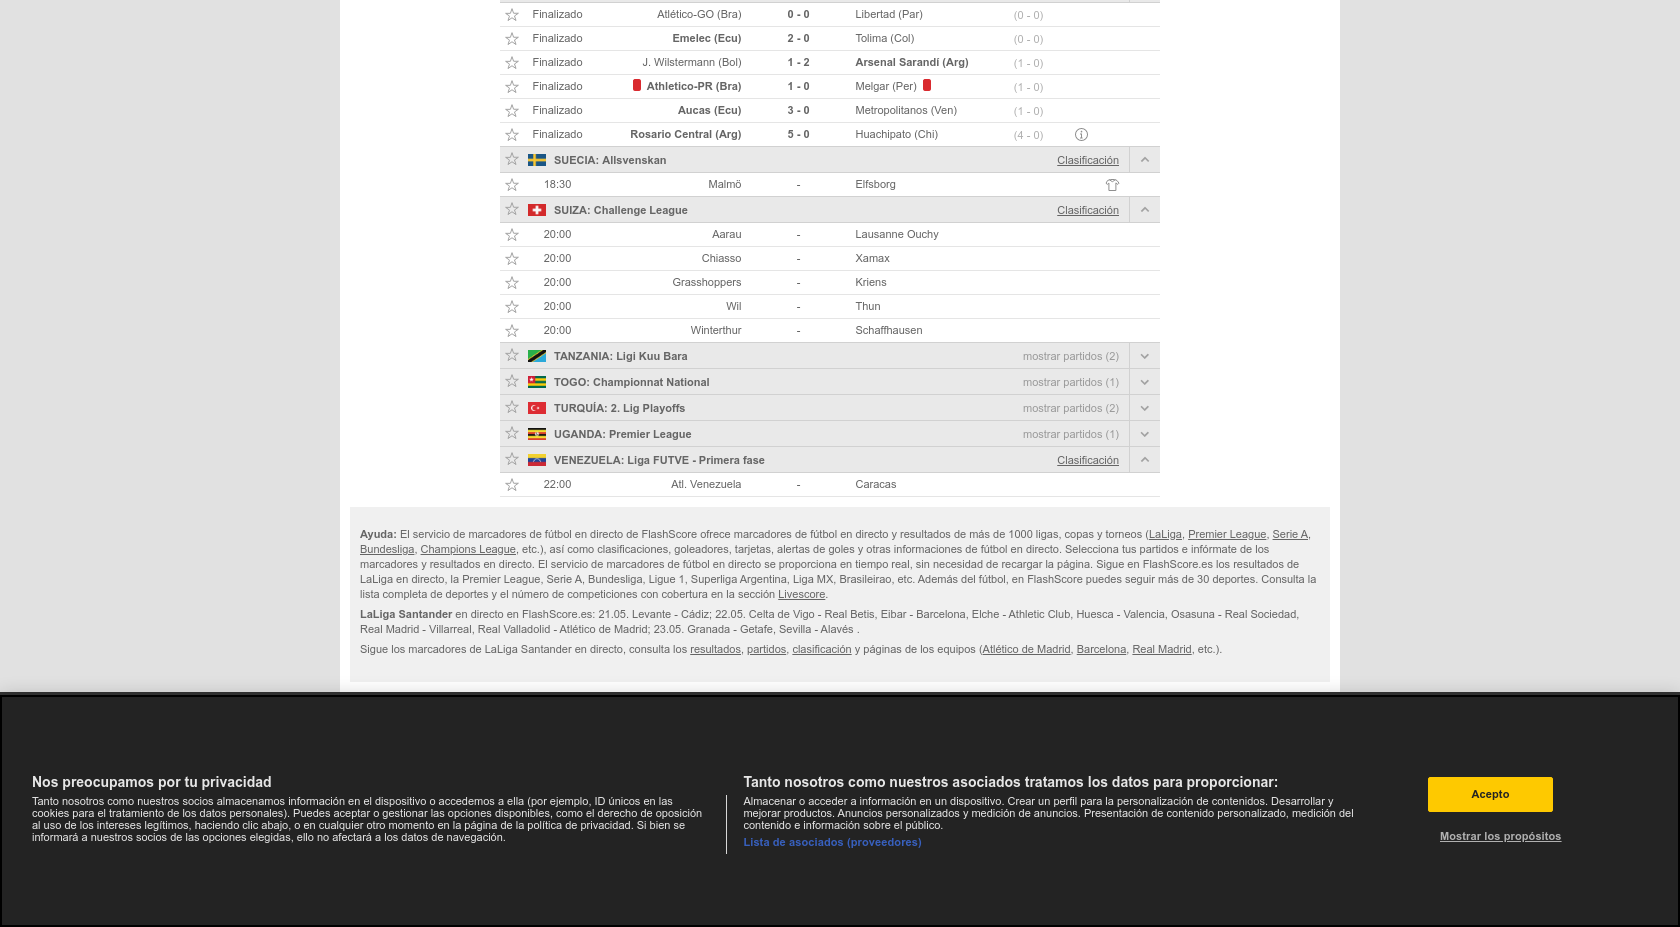 Finalizado Atlético-GO (Bra) 0 - 0 Libertad (Par) (0 - 0)
Finalizado Emelec (Ecu) 2 - 0 Tolima (Col) (0 - 0)
Finalizado J. Wilstermann (Bol) 1 - 2 Arsenal Sarandí (Arg) (1 - 0)
Finalizado Athletico-PR (Bra) 1 - 0 Melgar (Per) (1 - 0)
Finalizado Aucas (Ecu) 3 - 0 Metropolitanos (Ven) (1 - 0)
Finalizado Rosario Central (Arg) 5 - 0 Huachipato (Chi) (4 - 0)
SUECIA: Allsvenskan Clasificación
18:30 Malmö - Elfsborg
SUIZA: Challenge League Clasificación
20:00 Aarau - Lausanne Ouchy
20:00 Chiasso - Xamax
20:00 Grasshoppers - Kriens
20:00 Wil - Thun
20:00 Winterthur - Schaffhausen
TANZANIA: Ligi Kuu Bara mostrar partidos (2)
TOGO: Championnat National mostrar partidos (1)
TURQUÍA: 2. Lig Playoffs mostrar partidos (2)
UGANDA: Premier League mostrar partidos (1)
VENEZUELA: Liga FUTVE - Primera fase Clasificación
22:00 Atl. Venezuela - Caracas
Ayuda: El servicio de marcadores de fútbol en directo de FlashScore ofrece marcadores de fútbol en directo y resultados de más de 1000 ligas, copas y torneos (LaLiga, Premier League, Serie A,
Bundesliga, Champions League, etc.), así como clasificaciones, goleadores, tarjetas, alertas de goles y otras informaciones de fútbol en directo. Selecciona tus partidos e infórmate de los
marcadores y resultados en directo. El servicio de marcadores de fútbol en directo se proporciona en tiempo real, sin necesidad de recargar la página. Sigue en FlashScore.es los resultados de
LaLiga en directo, la Premier League, Serie A, Bundesliga, Ligue 1, Superliga Argentina, Liga MX, Brasileirao, etc. Además del fútbol, en FlashScore puedes seguir más de 30 deportes. Consulta la
lista completa de deportes y el número de competiciones con cobertura en la sección Livescore.
LaLiga Santander en directo en FlashScore.es: 21.05. Levante - Cádiz; 22.05. Celta de Vigo - Real Betis, Eibar - Barcelona, Elche - Athletic Club, Huesca - Valencia, Osasuna - Real Sociedad,
Real Madrid - Villarreal, Real Valladolid - Atlético de Madrid; 23.05. Granada - Getafe, Sevilla - Alavés .
Sigue los marcadores de LaLiga Santander en directo, consulta los resultados, partidos, clasificación y páginas de los equipos (Atlético de Madrid, Barcelona, Real Madrid, etc.).
Nos preocupamos por tu privacidad
Tanto nosotros como nuestros socios almacenamos información en el dispositivo o accedemos a ella (por ejemplo, ID únicos en las
cookies para el tratamiento de los datos personales). Puedes aceptar o gestionar las opciones disponibles, como el derecho de oposición
al uso de los intereses legítimos, haciendo clic abajo, o en cualquier otro momento en la página de la política de privacidad. Si bien se
informará a nuestros socios de las opciones elegidas, ello no afectará a los datos de navegación.
Tanto nosotros como nuestros asociados tratamos los datos para proporcionar:
Almacenar o acceder a información en un dispositivo. Crear un perfil para la personalización de contenidos. Desarrollar y
mejorar productos. Anuncios personalizados y medición de anuncios. Presentación de contenido personalizado, medición del
contenido e información sobre el público.
Lista de asociados (proveedores)
Acepto
Mostrar los propósitos